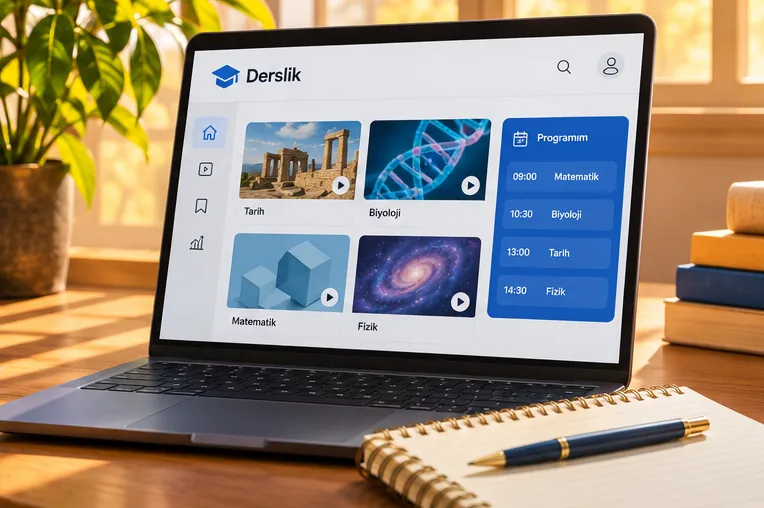 Derslik
Tarih
Biyoloji
Matematik
Fizik
Programım
09:00 Matematik
10:30 Biyoloji
13:00 Tarih
14:30 Fizik